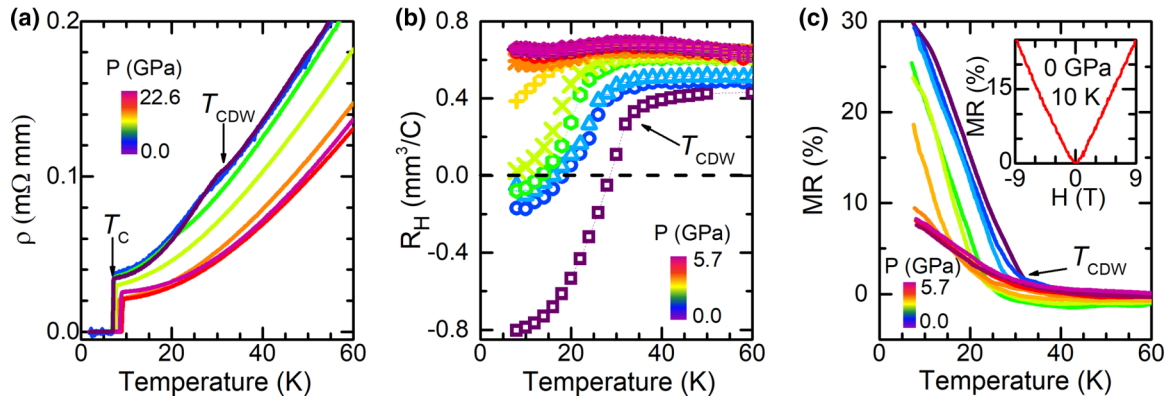 (a)
0.2
0.1
0.0
ρ (mΩ mm)
P (GPa)
22.6
0.0
T_CDW
T_C
0 20 40 60
Temperature (K)
(b)
0.8
0.4
0.0
-0.4
-0.8
R_H (mm³/C)
T_CDW
P (GPa)
5.7
0.0
0 20 40 60
Temperature (K)
(c)
30
20
10
0
MR (%)
15
0
MR (%)
0 GPa
10 K
-9 0 9
H (T)
T_CDW
P (GPa)
5.7
0.0
0 20 40 60
Temperature (K)